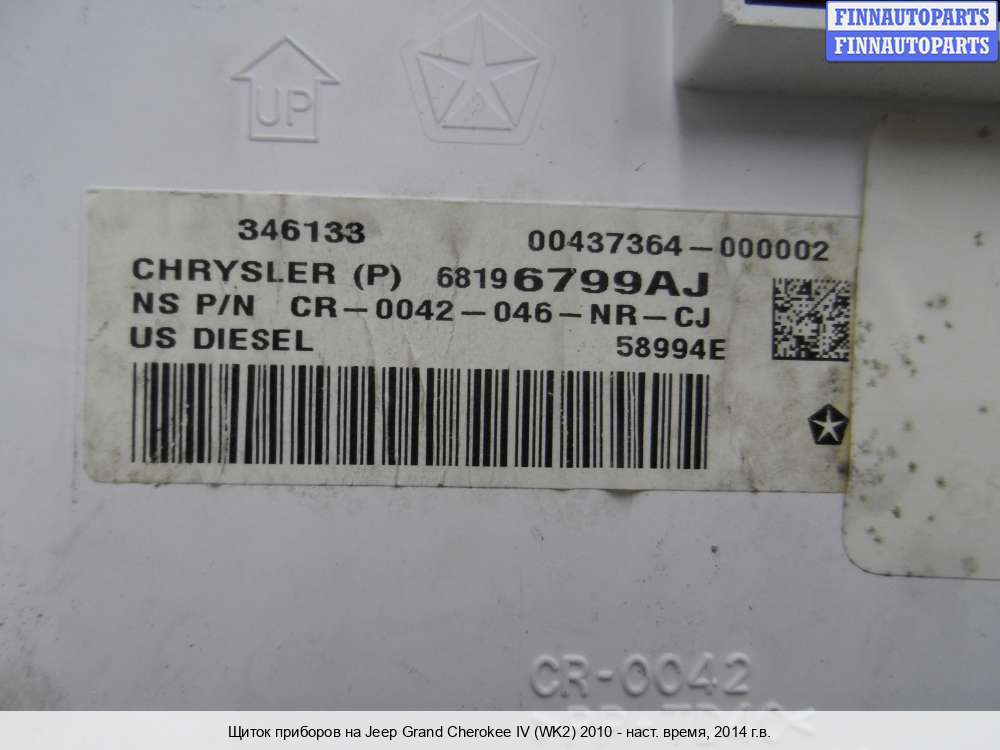 FINNAUTOPARTS
FINNAUTOPARTS
UP
346133
00437364-000002
CHRYSLER (P) 68196799AJ
NS P/N CR-0042-046-NR-CJ
US DIESEL
58994E
CR-0042
Щиток приборов на Jeep Grand Cherokee IV (WK2) 2010 - наст. время, 2014 г.в.